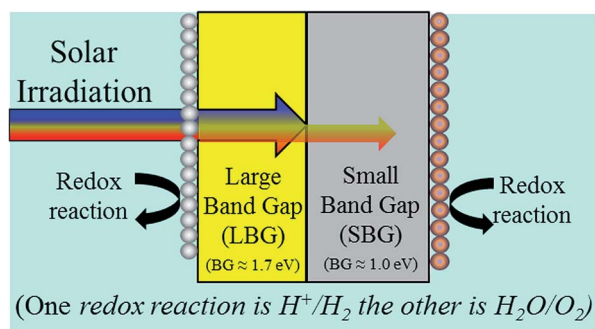 Solar
Irradiation
Redox
reaction
Large
Band Gap
(LBG)
(BG ≈ 1.7 eV)
Small
Band Gap
(SBG)
(BG ≈ 1.0 eV)
Redox
reaction
(One redox reaction is H⁺/H₂ the other is H₂O/O₂)